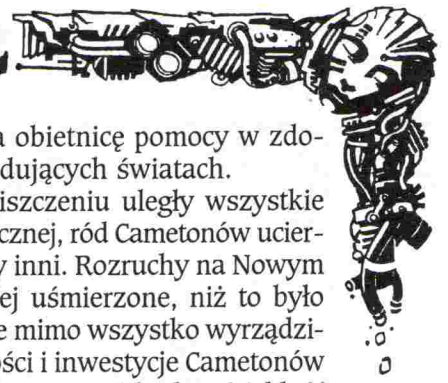 a obietnicę pomocy w zdo-
dujących światach.
iszczeniu uległy wszystkie
cznej, ród Cametonów ucier-
y inni. Rozruchy na Nowym
ej uśmierzone, niż to było
e mimo wszystko wyrządzi-
ości i inwestycje Cametonów